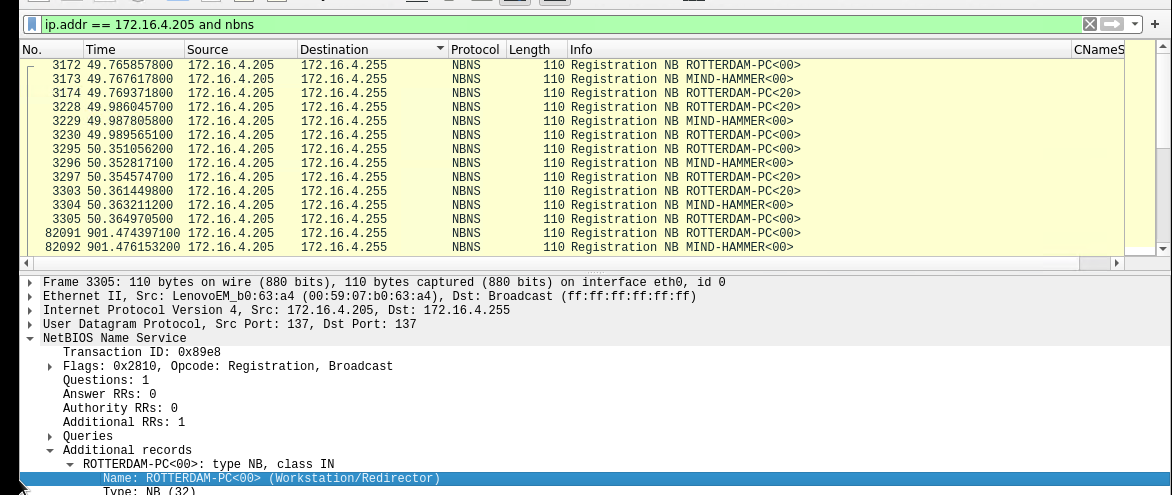 ip.addr == 172.16.4.205 and nbns
No. Time Source Destination Protocol Length Info CNameS
3172 49.765857800 172.16.4.205 172.16.4.255 NBNS 110 Registration NB ROTTERDAM-PC<00>
3173 49.767617800 172.16.4.205 172.16.4.255 NBNS 110 Registration NB MIND-HAMMER<00>
3174 49.769371800 172.16.4.205 172.16.4.255 NBNS 110 Registration NB ROTTERDAM-PC<20>
3228 49.986045700 172.16.4.205 172.16.4.255 NBNS 110 Registration NB ROTTERDAM-PC<20>
3229 49.987805800 172.16.4.205 172.16.4.255 NBNS 110 Registration NB MIND-HAMMER<00>
3230 49.989565100 172.16.4.205 172.16.4.255 NBNS 110 Registration NB ROTTERDAM-PC<00>
3295 50.351056200 172.16.4.205 172.16.4.255 NBNS 110 Registration NB ROTTERDAM-PC<00>
3296 50.352817100 172.16.4.205 172.16.4.255 NBNS 110 Registration NB MIND-HAMMER<00>
3297 50.354574700 172.16.4.205 172.16.4.255 NBNS 110 Registration NB ROTTERDAM-PC<20>
3303 50.361449800 172.16.4.205 172.16.4.255 NBNS 110 Registration NB ROTTERDAM-PC<20>
3304 50.363211200 172.16.4.205 172.16.4.255 NBNS 110 Registration NB MIND-HAMMER<00>
3305 50.364970500 172.16.4.205 172.16.4.255 NBNS 110 Registration NB ROTTERDAM-PC<00>
82091 901.474397100 172.16.4.205 172.16.4.255 NBNS 110 Registration NB ROTTERDAM-PC<00>
82092 901.476153200 172.16.4.205 172.16.4.255 NBNS 110 Registration NB MIND-HAMMER<00>
Frame 3305: 110 bytes on wire (880 bits), 110 bytes captured (880 bits) on interface eth0, id 0
Ethernet II, Src: LenovoEM_b0:63:a4 (00:59:07:b0:63:a4), Dst: Broadcast (ff:ff:ff:ff:ff:ff)
Internet Protocol Version 4, Src: 172.16.4.205, Dst: 172.16.4.255
User Datagram Protocol, Src Port: 137, Dst Port: 137
NetBIOS Name Service
Transaction ID: 0x89e8
Flags: 0x2810, Opcode: Registration, Broadcast
Questions: 1
Answer RRs: 0
Authority RRs: 0
Additional RRs: 1
Queries
Additional records
ROTTERDAM-PC<00>: type NB, class IN
Name: ROTTERDAM-PC<00> (Workstation/Redirector)
Type: NB (32)